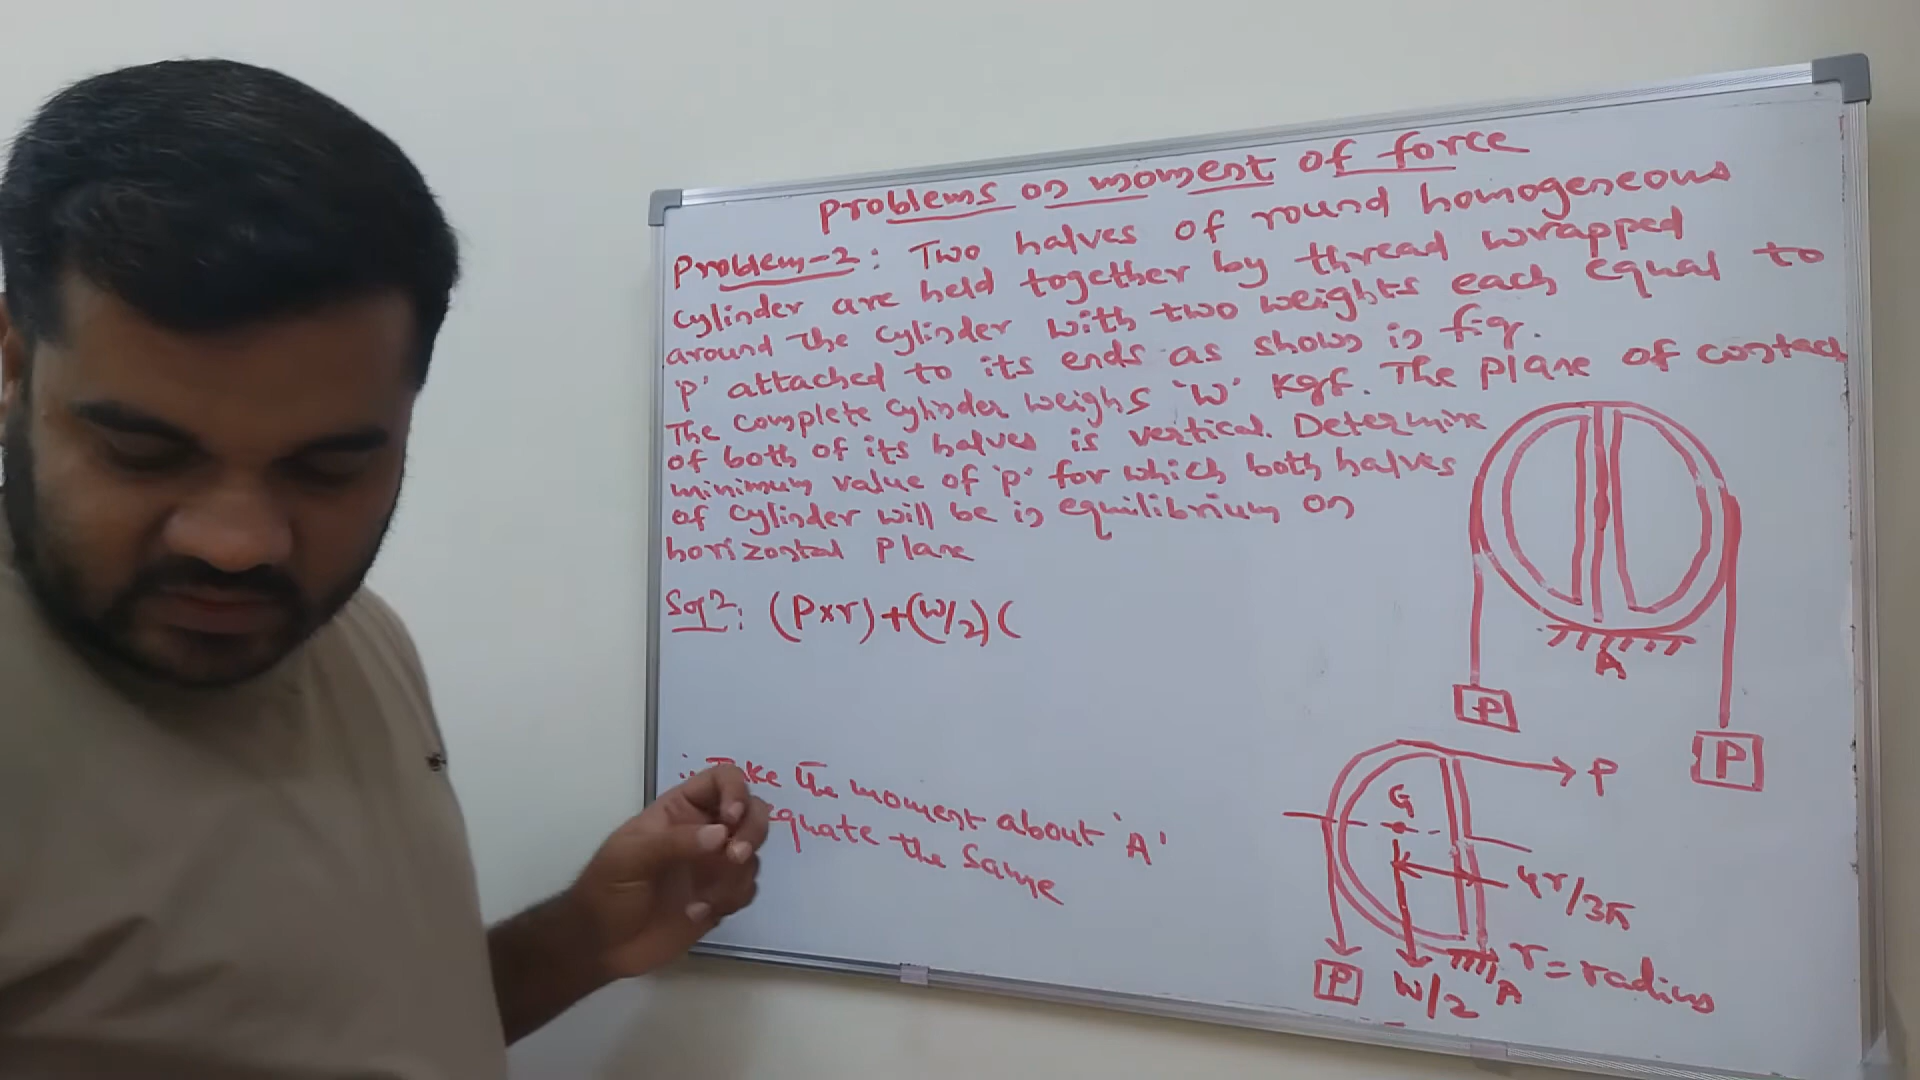 Problems on moment of force
Problem-2: Two halves of round homogeneous
cylinder are held together by thread wrapped
around the cylinder with two weights each equal to
'P' attached to its ends as shown in fig.
The complete cylinder weighs 'W' kgf. The plane of contact
of both of its halves is vertical. Determine
minimum value of 'P' for which both halves
of cylinder will be in equilibrium on
horizontal plane
Sol?: (P×r)+(W/2)(
∴ Take the moment about 'A'
equate the same
A
P
P
P
G
4r/3π
r = radius
P
W/2
A